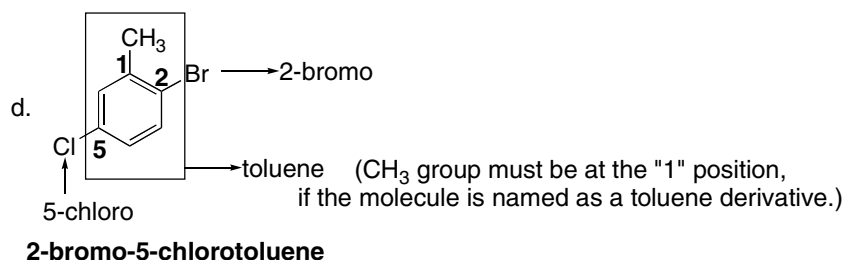 CH3
1
2
Br
2-bromo
d.
Cl
5
toluene (CH3 group must be at the "1" position,
if the molecule is named as a toluene derivative.)
5-chloro
2-bromo-5-chlorotoluene